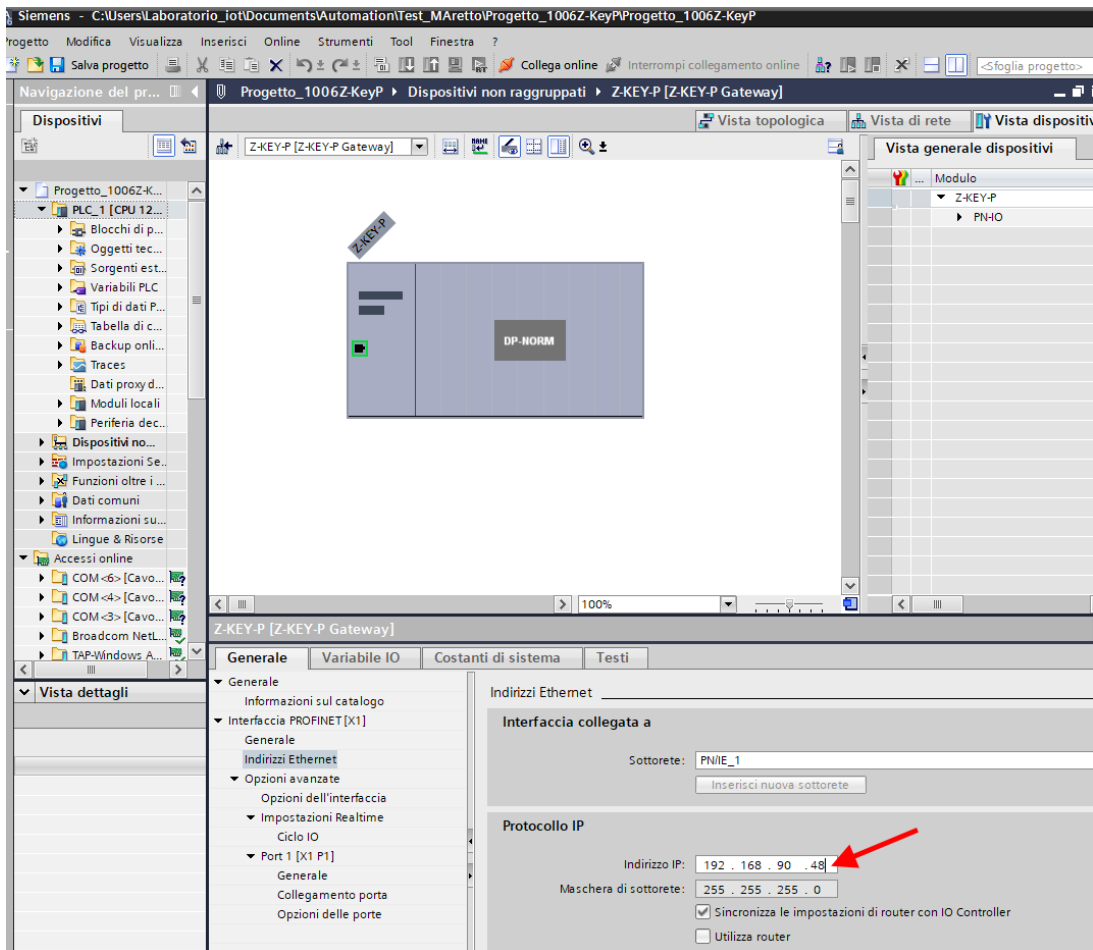 Siemens - C:\Users\Laboratorio_iot\Documents\Automation\Test_MAretto\Progetto_1006Z-KeyP\Progetto_1006Z-KeyP
Progetto Modifica Visualizza Inserisci Online Strumenti Tool Finestra ?
Salva progetto Collega online Interrompi collegamento online <Sfoglia progetto>
Navigazione del pr...
Progetto_1006Z-KeyP ▸ Dispositivi non raggruppati ▸ Z-KEY-P [Z-KEY-P Gateway]
Dispositivi
Vista topologica Vista di rete Vista dispositiv
Z-KEY-P [Z-KEY-P Gateway]
Vista generale dispositivi
... Modulo
Z-KEY-P
PN-IO
Progetto_1006Z-K...
PLC_1 [CPU 12...
Blocchi di p...
Oggetti tec...
Sorgenti est...
Variabili PLC
Tipi di dati P...
Tabella di c...
Backup onli...
Traces
Dati proxy d...
Moduli locali
Periferia dec...
Dispositivi no...
Impostazioni Se..
Funzioni oltre i ...
Dati comuni
Informazioni su...
Lingue & Risorse
Accessi online
COM <6> [Cavo...
COM <4> [Cavo...
COM <3> [Cavo...
Broadcom NetL...
TAP-Windows A...
Vista dettagli
Z-KEY-P
DP-NORM
100%
Z-KEY-P [Z-KEY-P Gateway]
Generale Variabile IO Costanti di sistema Testi
Generale
Informazioni sul catalogo
Interfaccia PROFINET [X1]
Generale
Indirizzi Ethernet
Opzioni avanzate
Opzioni dell'interfaccia
Impostazioni Realtime
Ciclo IO
Port 1 [X1 P1]
Generale
Collegamento porta
Opzioni delle porte
Indirizzi Ethernet
Interfaccia collegata a
Sottorete: PN/IE_1
Inserisci nuova sottorete
Protocollo IP
Indirizzo IP: 192 . 168 . 90 . 48
Maschera di sottorete: 255 . 255 . 255 . 0
Sincronizza le impostazioni di router con IO Controller
Utilizza router